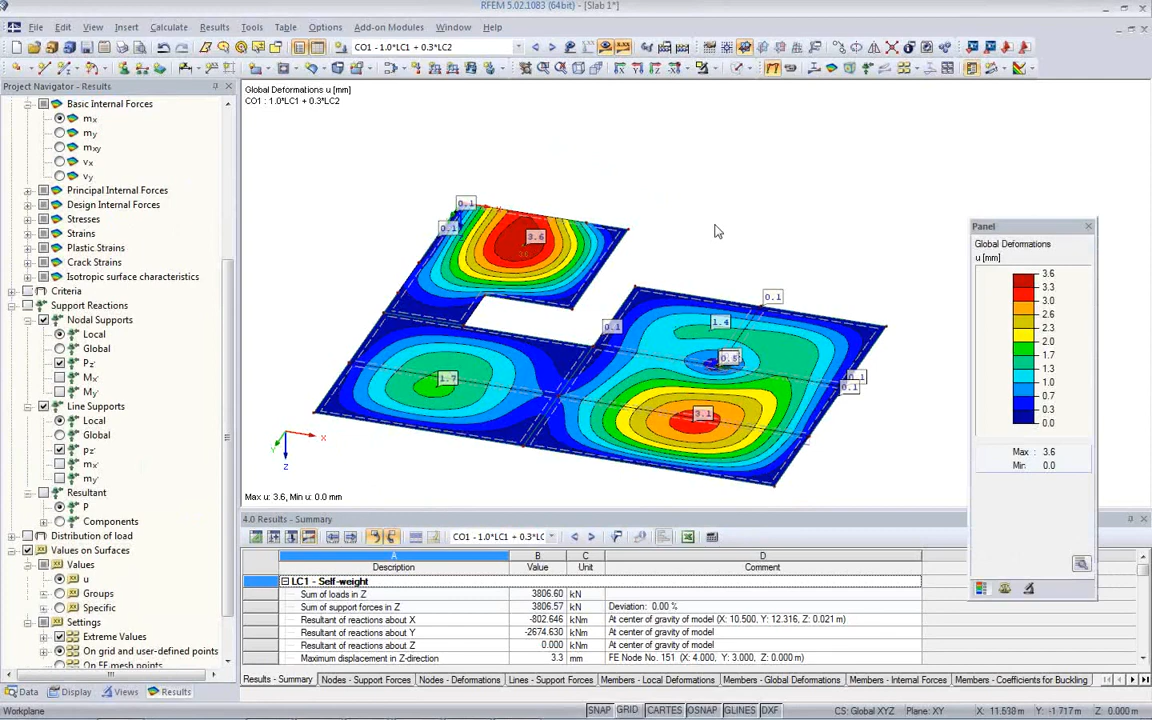 RFEM 5.02.1083 (64bit) - [Slab 1*]
File Edit View Insert Calculate Results Tools Table Options Add-on Modules Window Help
CO1 - 1.0*LC1 + 0.3*LC2
Project Navigator - Results
Basic Internal Forces
mx
my
mxy
vx
vy
Principal Internal Forces
Design Internal Forces
Stresses
Strains
Plastic Strains
Crack Strains
Isotropic surface characteristics
Criteria
Support Reactions
Nodal Supports
Local
Global
Pz'
Mx'
My'
Line Supports
Local
Global
pz'
mx'
my'
Resultant
P
Components
Distribution of load
Values on Surfaces
Values
u
Groups
Specific
Settings
Extreme Values
On grid and user-defined points
On FE mesh points
Data Display Views Results
Global Deformations u [mm]
CO1 : 1.0*LC1 + 0.3*LC2
0.1
0.1
3.6
0.1
1.4
0.1
0.5
0.1
0.1
1.7
3.1
X
Y
Z
Max u: 3.6, Min u: 0.0 mm
Panel
Global Deformations
u [mm]
3.6
3.3
3.0
2.6
2.3
2.0
1.7
1.3
1.0
0.7
0.3
0.0
Max : 3.6
Min : 0.0
4.0 Results - Summary
CO1 - 1.0*LC1 + 0.3*LC2
A B C D
Description Value Unit Comment
LC1 - Self-weight
Sum of loads in Z 3806.60 kN
Sum of support forces in Z 3806.57 kN Deviation: 0.00 %
Resultant of reactions about X -802.646 kNm At center of gravity of model (X: 10.500, Y: 12.316, Z: 0.021 m)
Resultant of reactions about Y -2674.630 kNm At center of gravity of model
Resultant of reactions about Z 0.000 kNm At center of gravity of model
Maximum displacement in Z-direction 3.3 mm FE Node No. 151 (X: 4.000, Y: 3.000, Z: 0.000 m)
Results - Summary Nodes - Support Forces Nodes - Deformations Lines - Support Forces Members - Local Deformations Members - Global Deformations Members - Internal Forces Members - Coefficients for Buckling
Workplane SNAP GRID CARTES OSNAP GLINES DXF CS: Global XYZ Plane: XY X: 11.538 m Y: -1.717 m Z: 0.000 m